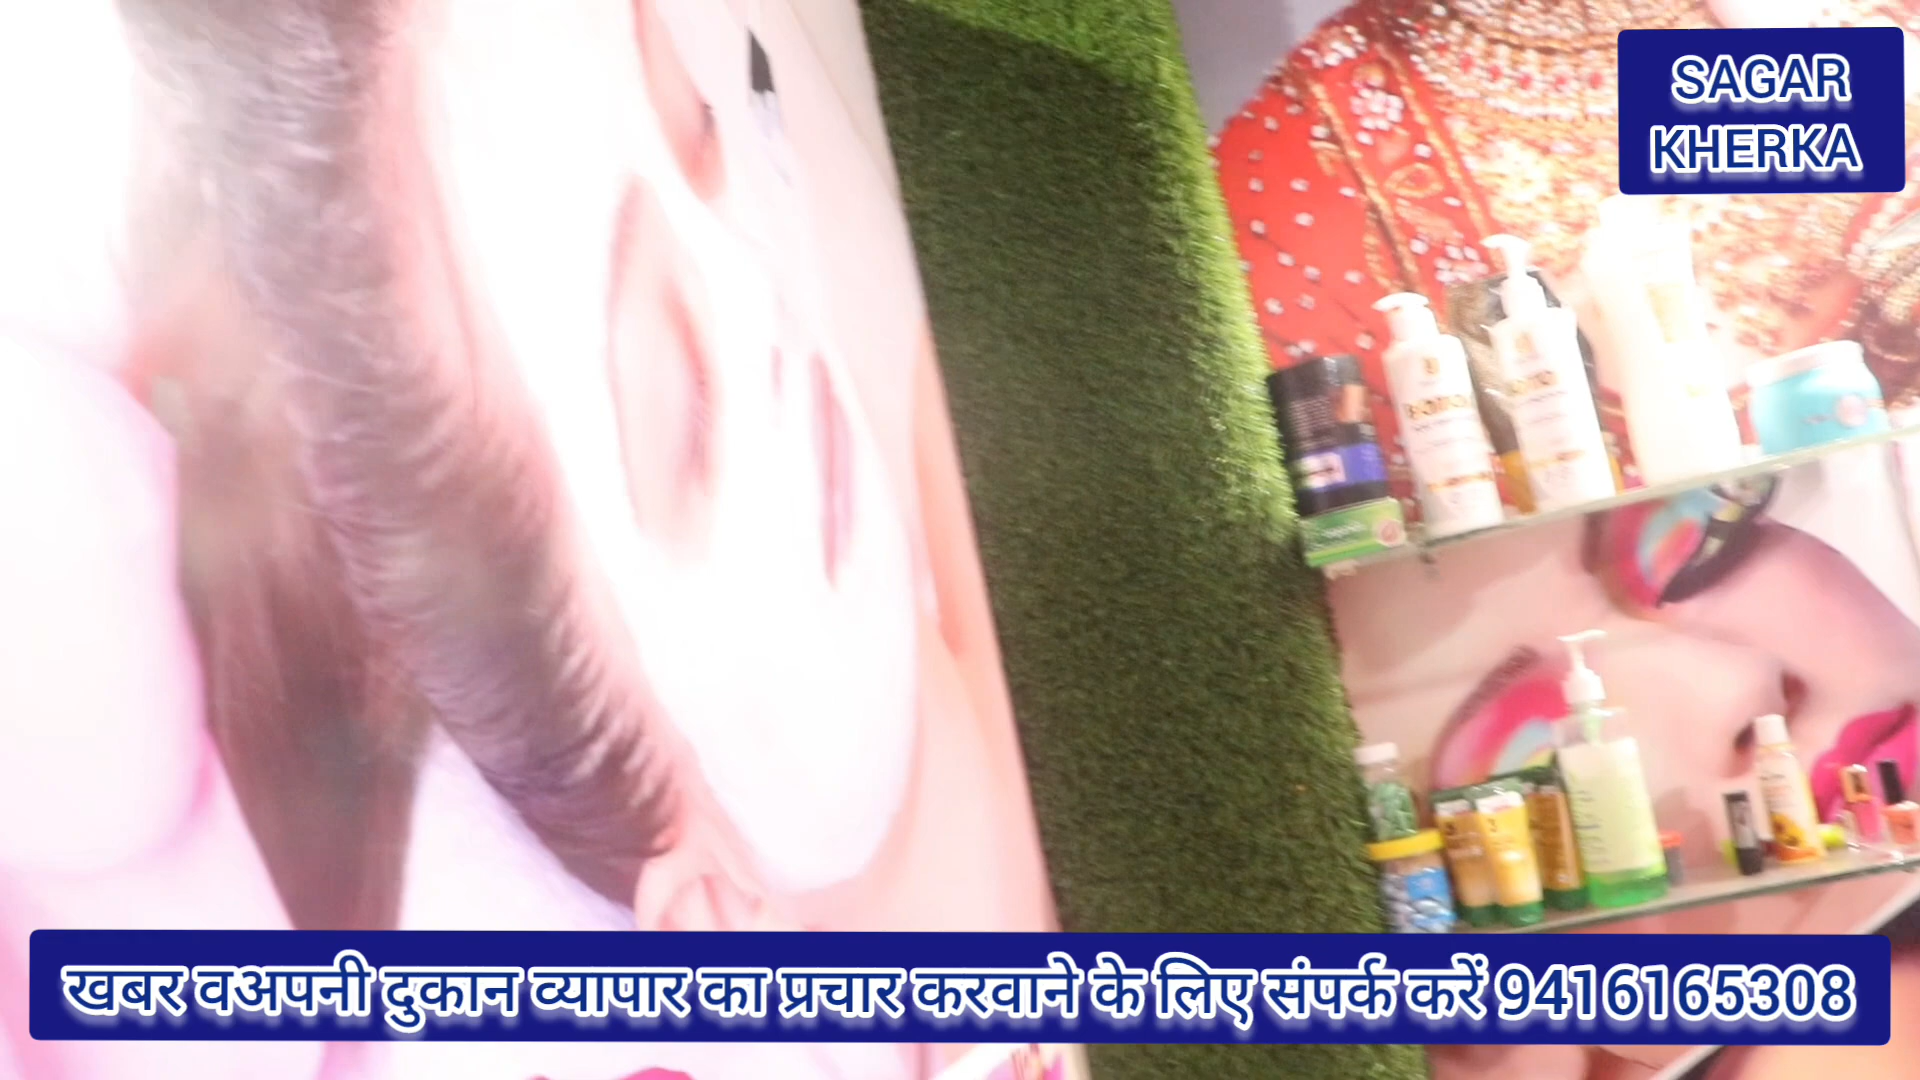 SAGAR
KHERKA
खबर वअपनी दुकान व्यापार का प्रचार करवाने के लिए संपर्क करें 9416165308